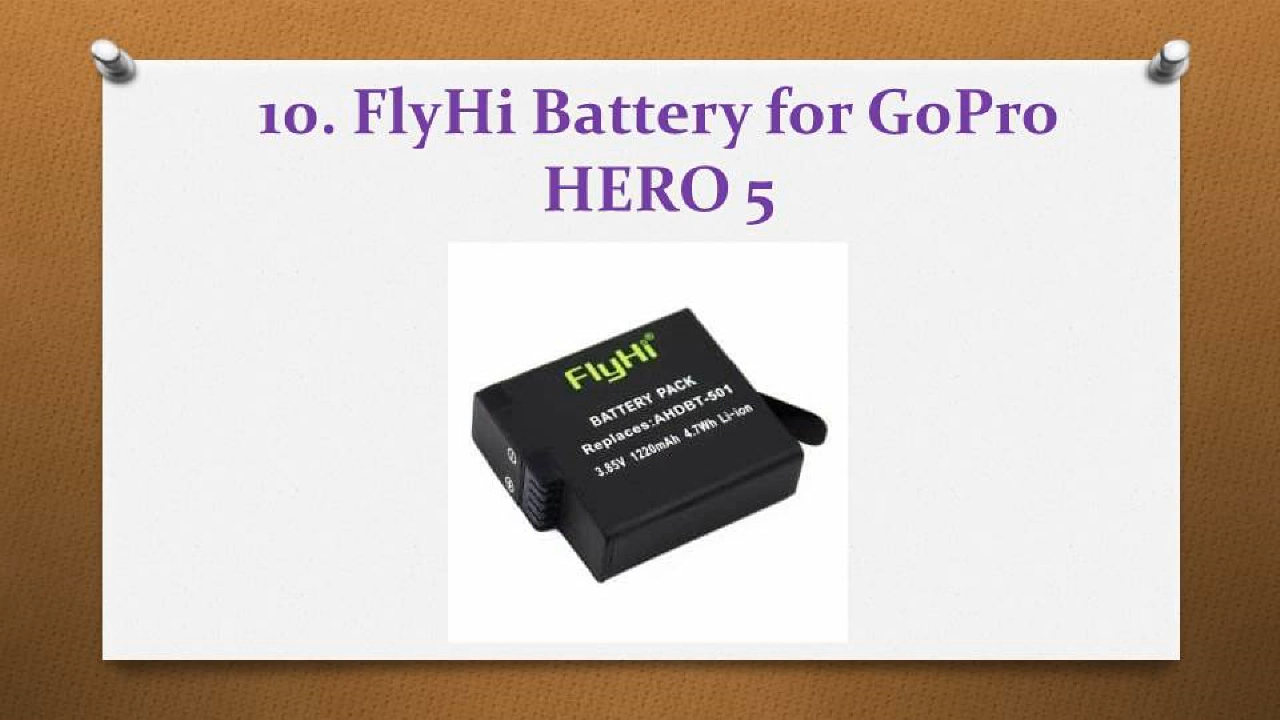 10. FlyHi Battery for GoPro
HERO 5
FlyHi®
BATTERY PACK
Replaces:AHDBT-501
3.85V 1220mAh 4.7Wh Li-ion